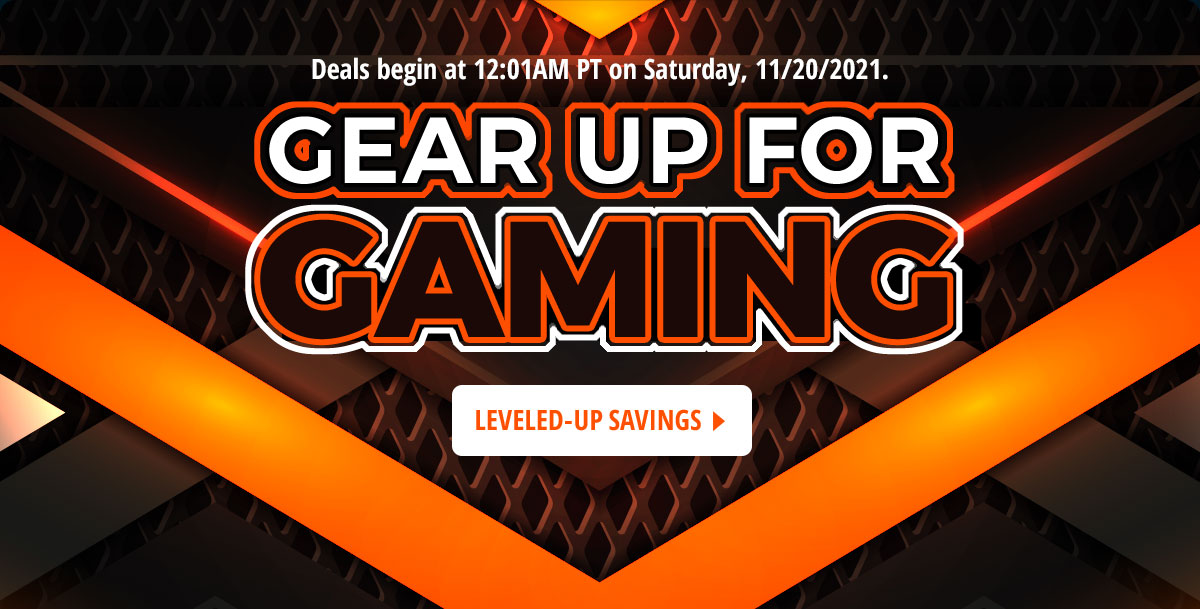 Deals begin at 12:01AM PT on Saturday, 11/20/2021.
GEAR UP FOR
GAMING
LEVELED-UP SAVINGS